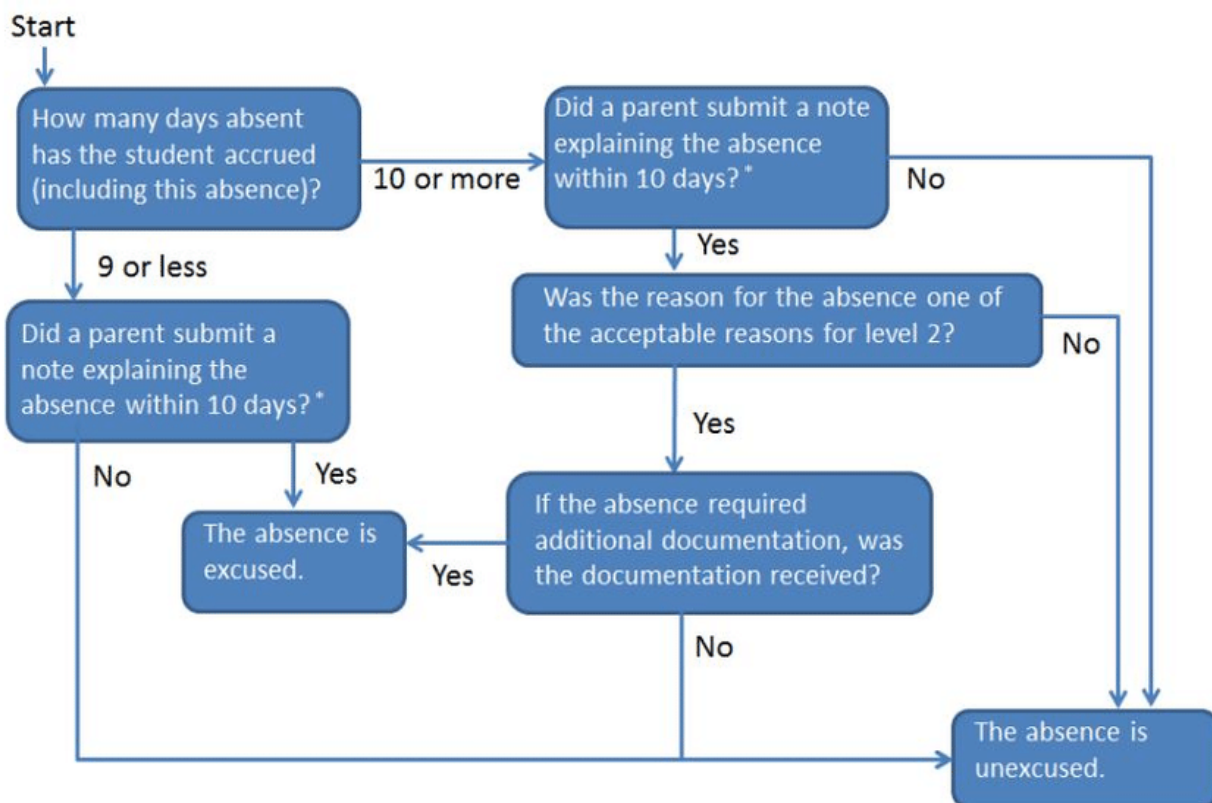 Start
How many days absent
has the student accrued
(including this absence)?
10 or more
Did a parent submit a note
explaining the absence
within 10 days?*
No
Yes
9 or less
Was the reason for the absence one of
the acceptable reasons for level 2?
No
Did a parent submit a
note explaining the
absence within 10 days?*
Yes
No
Yes
If the absence required
additional documentation, was
the documentation received?
The absence is
excused.
Yes
No
The absence is
unexcused.